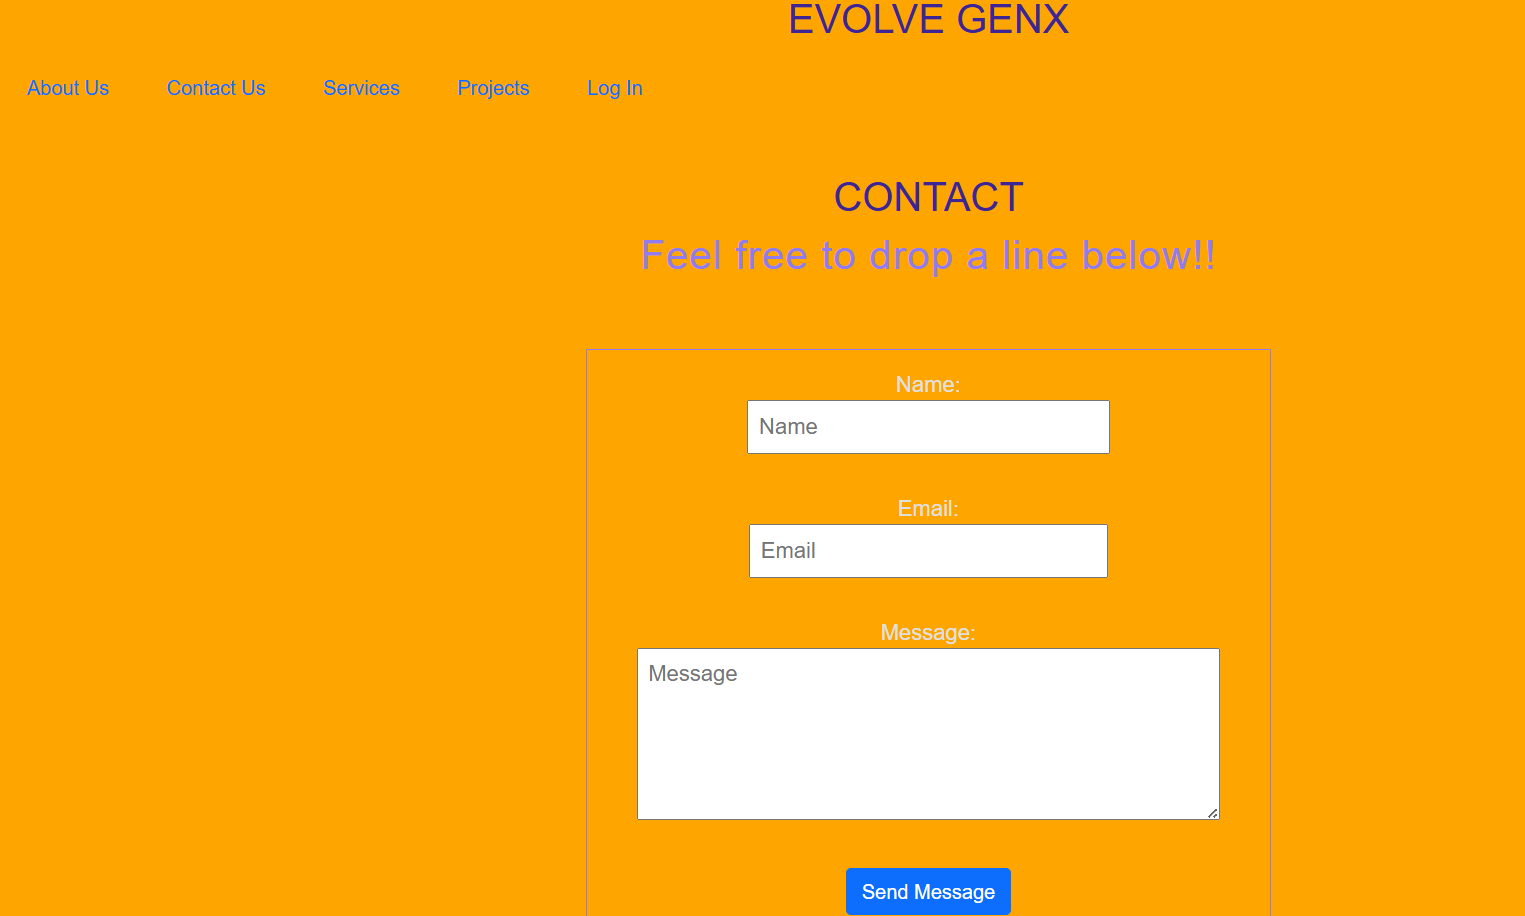 EVOLVE GENX
About Us Contact Us Services Projects Log In
CONTACT
Feel free to drop a line below!!
Name:
Name
Email:
Email
Message:
Message
Send Message